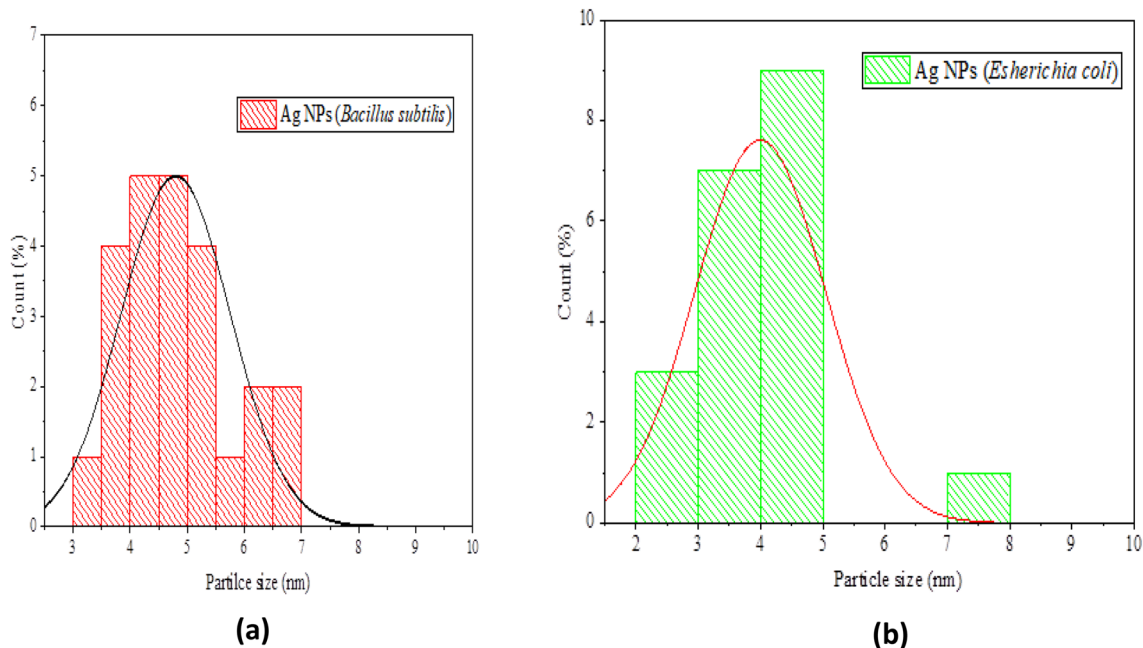 7
6
5
4
3
2
1
0
Count (%)
Ag NPs (Bacillus subtilis)
3 4 5 6 7 8 9 10
Partilce size (nm)
(a)
10
8
6
4
2
0
Count (%)
Ag NPs (Esherichia coli)
2 3 4 5 6 7 8 9 10
Particle size (nm)
(b)